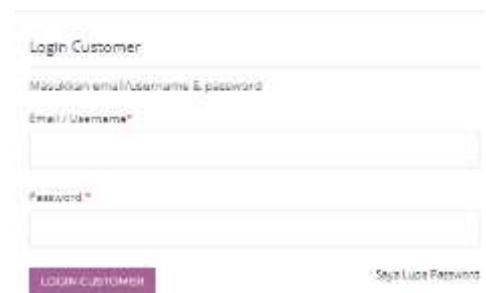 Login Customer
Masukkan email/username & password
Email / Username*
Password *
LOGIN CUSTOMER
Saya Lupa Password